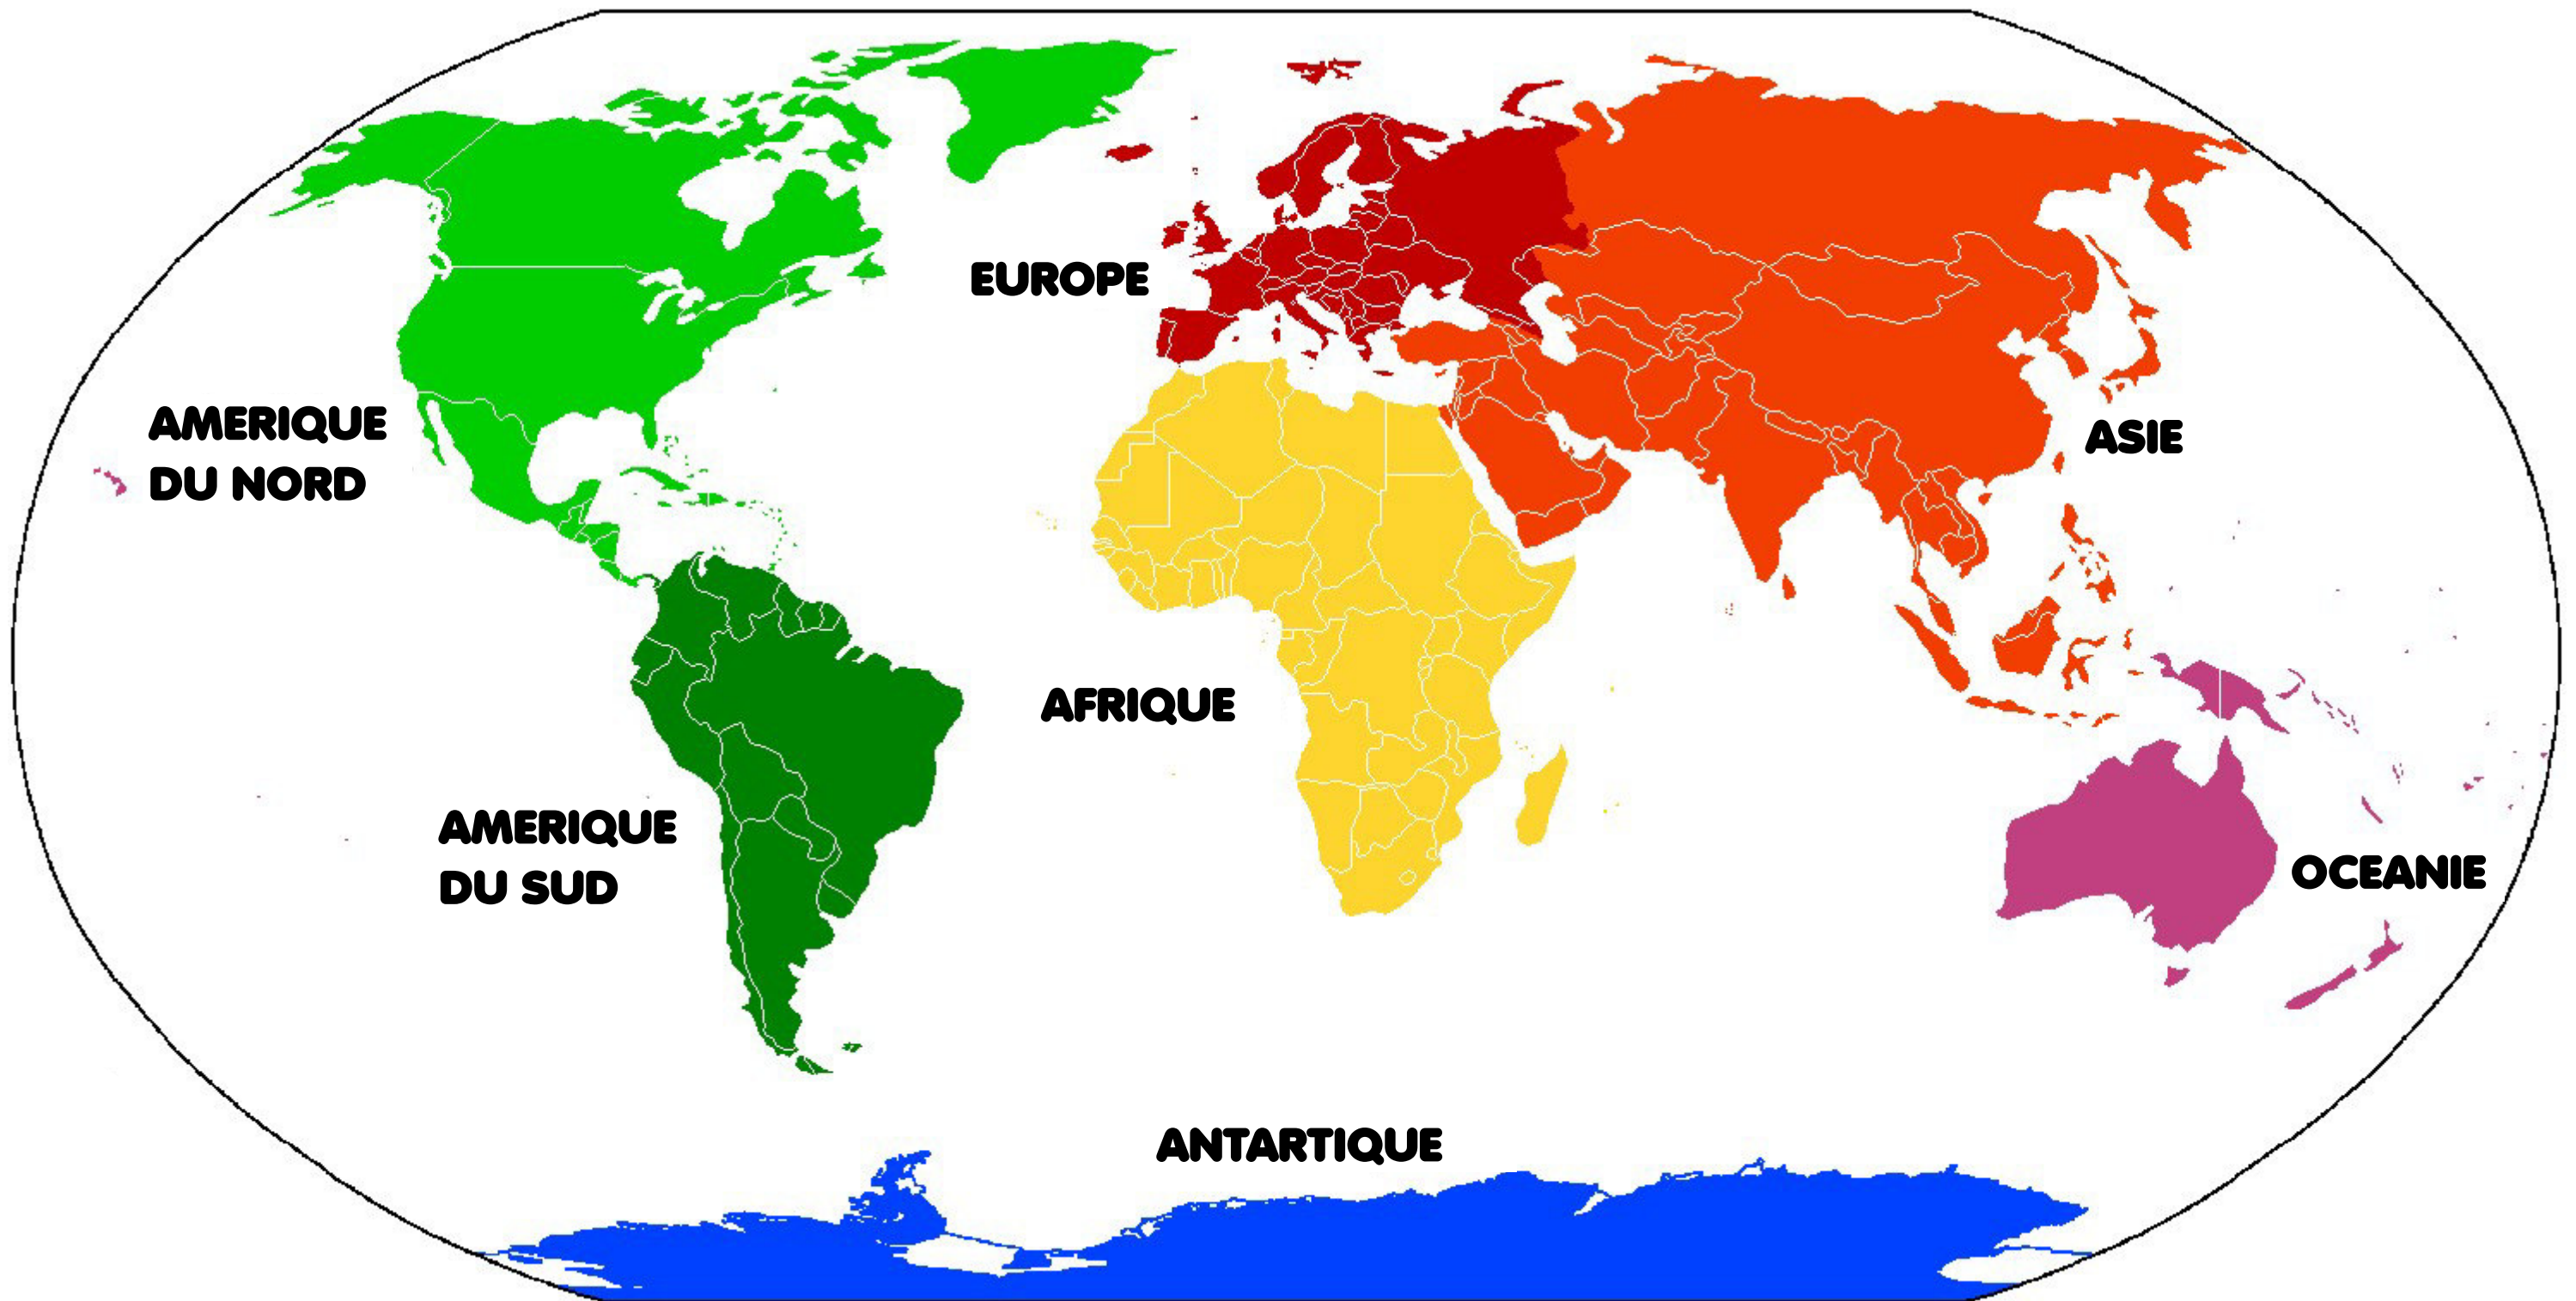 EUROPE
AMERIQUE
DU NORD
ASIE
AFRIQUE
AMERIQUE
DU SUD
OCEANIE
ANTARTIQUE